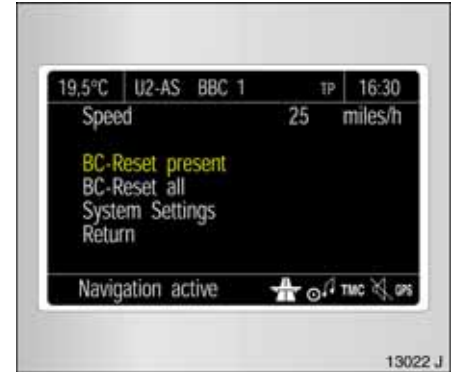 19,5°C U2-AS BBC 1 TP 16:30
Speed 25 miles/h
BC-Reset present
BC-Reset all
System Settings
Return
Navigation active TMC GPS
13022 J